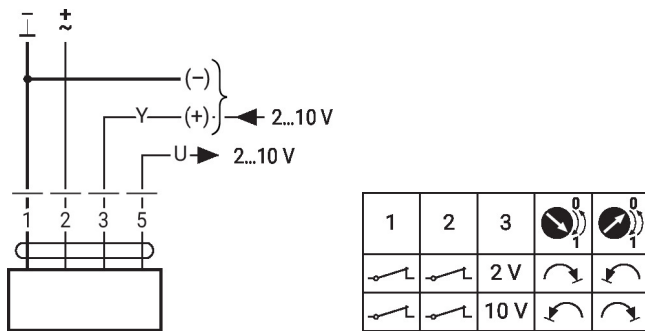 – +
⊥ ~
(–)
Y (+) 2...10 V
U 2...10 V
1 2 3 5
1 2 3 0 1 0 1
2 V
10 V